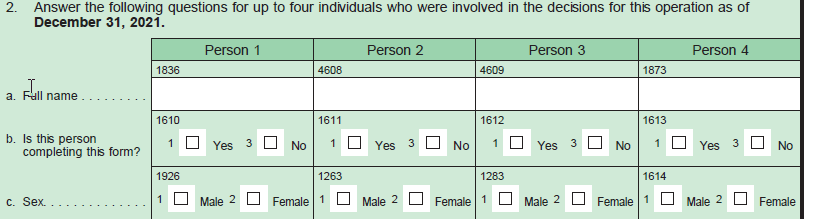 2. Answer the following questions for up to four individuals who were involved in the decisions for this operation as of
December 31, 2021.
Person 1 Person 2 Person 3 Person 4
1836 4608 4609 1873
a. Full name . . . . . . . . .
1610 1611 1612 1613
b. Is this person
completing this form?
1 Yes 3 No 1 Yes 3 No 1 Yes 3 No 1 Yes 3 No
1926 1263 1283 1614
c. Sex. . . . . . . . . . . . . . 1 Male 2 Female 1 Male 2 Female 1 Male 2 Female 1 Male 2 Female